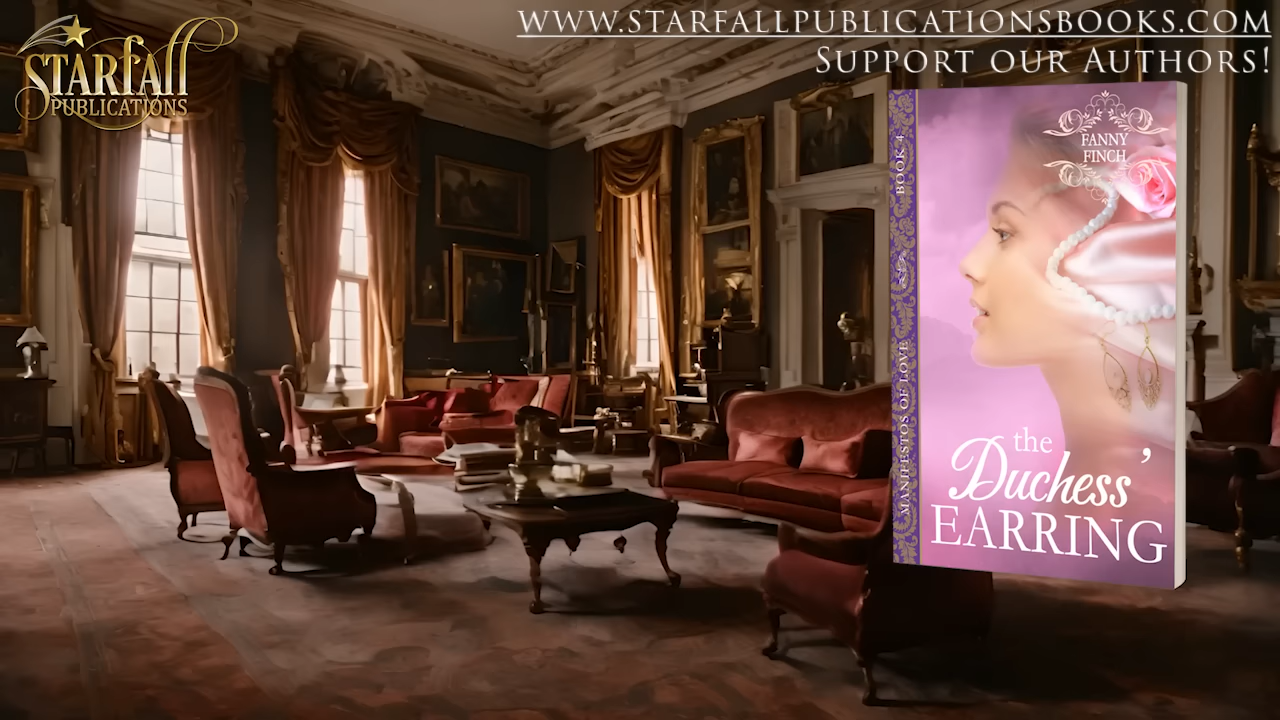 STARFALL
PUBLICATIONS
WWW.STARFALLPUBLICATIONSBOOKS.COM
SUPPORT OUR AUTHORS!
BOOK 4
MANIFESTOS OF LOVE
FANNY
FINCH
the
Duchess'
EARRING